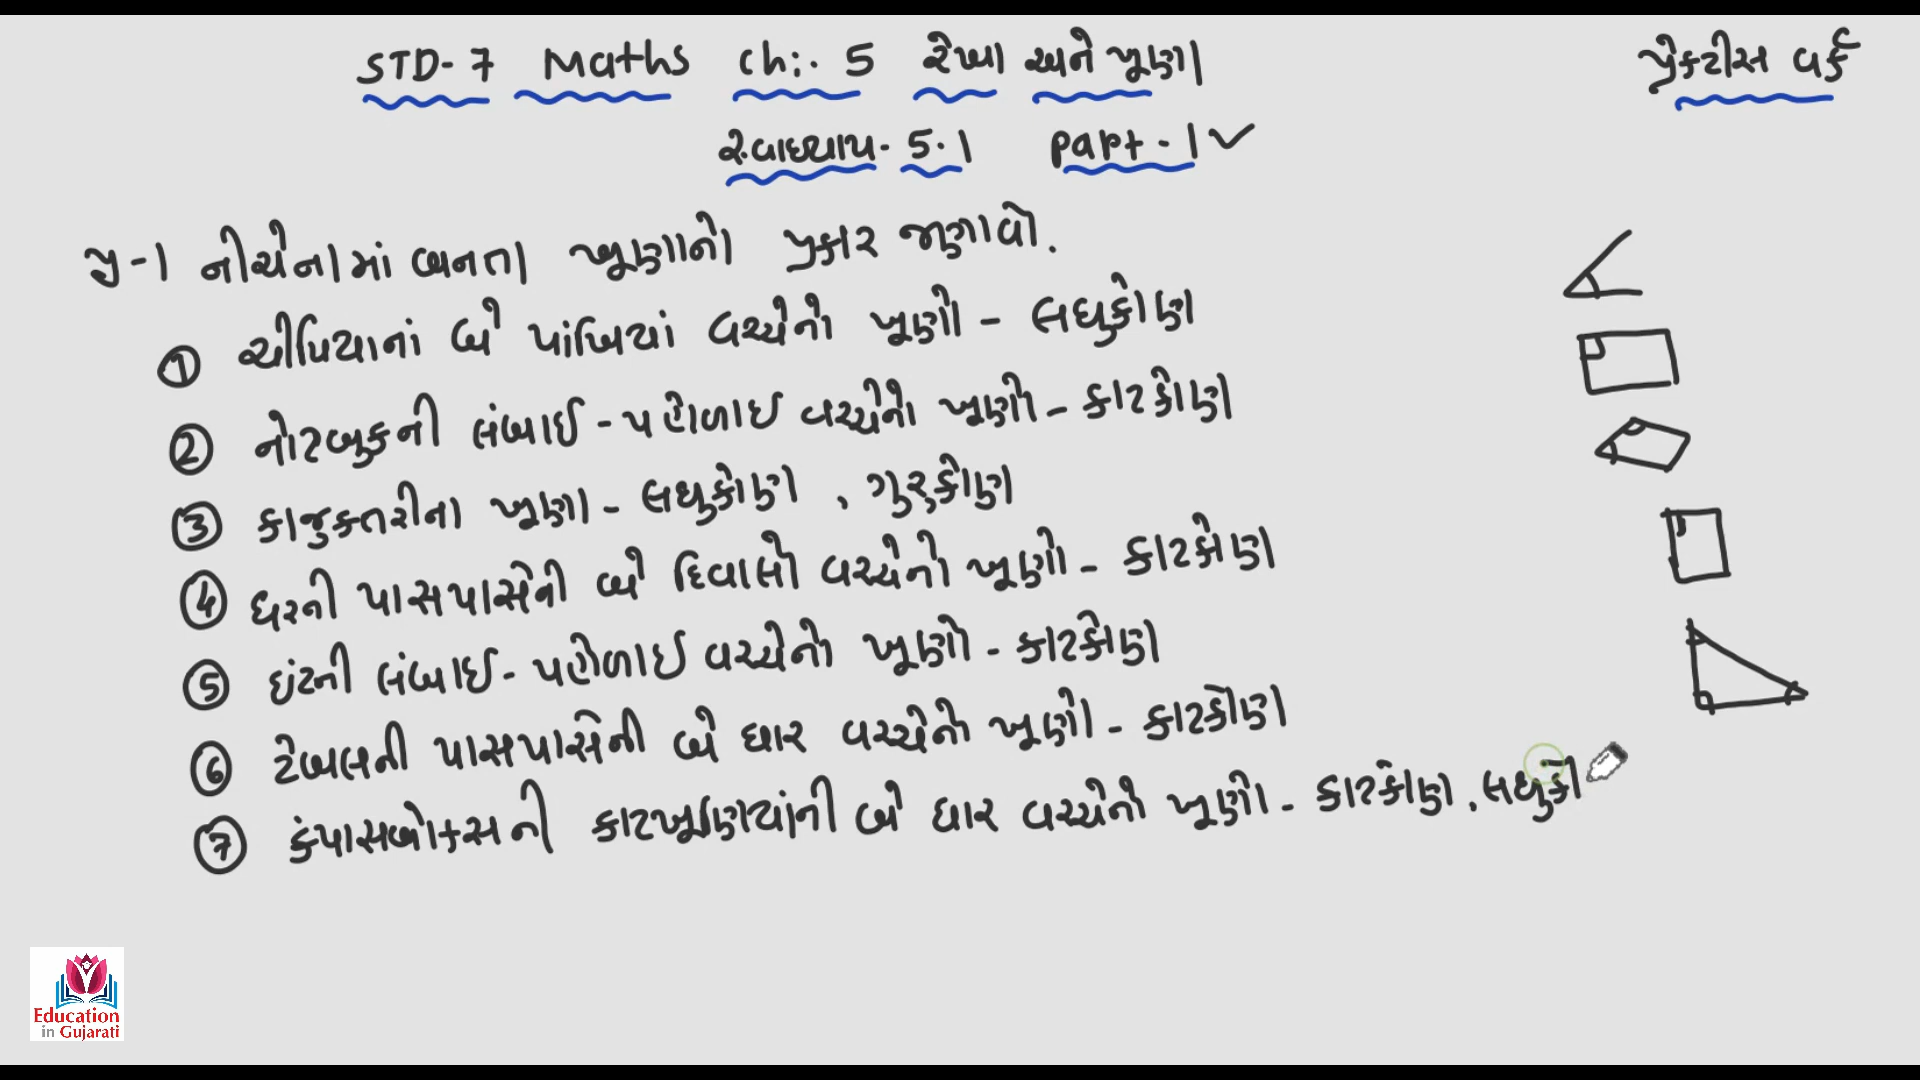 STD-7 Maths Ch:. 5 રેખા અને ખૂણા
પ્રેક્ટીસ વર્ક
સ્વાધ્યાય- 5.1 Part-1 ✓
પ્ર-1 નીચેનામાં બનતા ખૂણાનો પ્રકાર જણાવો.
① ચીપિયાનાં બે પાંખિયાં વચ્ચેનો ખૂણો - લઘુકોણ
② નોટબુકની લંબાઈ-પહોળાઈ વચ્ચેનો ખૂણો - કાટકોણ
③ કાજુકતરીના ખૂણા - લઘુકોણ , ગુરુકોણ
④ ઘરની પાસપાસેની બે દિવાલો વચ્ચેનો ખૂણો - કાટકોણ
⑤ ઇંટની લંબાઈ-પહોળાઈ વચ્ચેનો ખૂણો - કાટકોણ
⑥ ટેબલની પાસપાસેની બે ધાર વચ્ચેનો ખૂણો - કાટકોણ
⑦ કંપાસબોક્સ ની કાટખૂણિયાંની બે ધાર વચ્ચેનો ખૂણો - કાટકોણ , લઘુકો
Education
in Gujarati